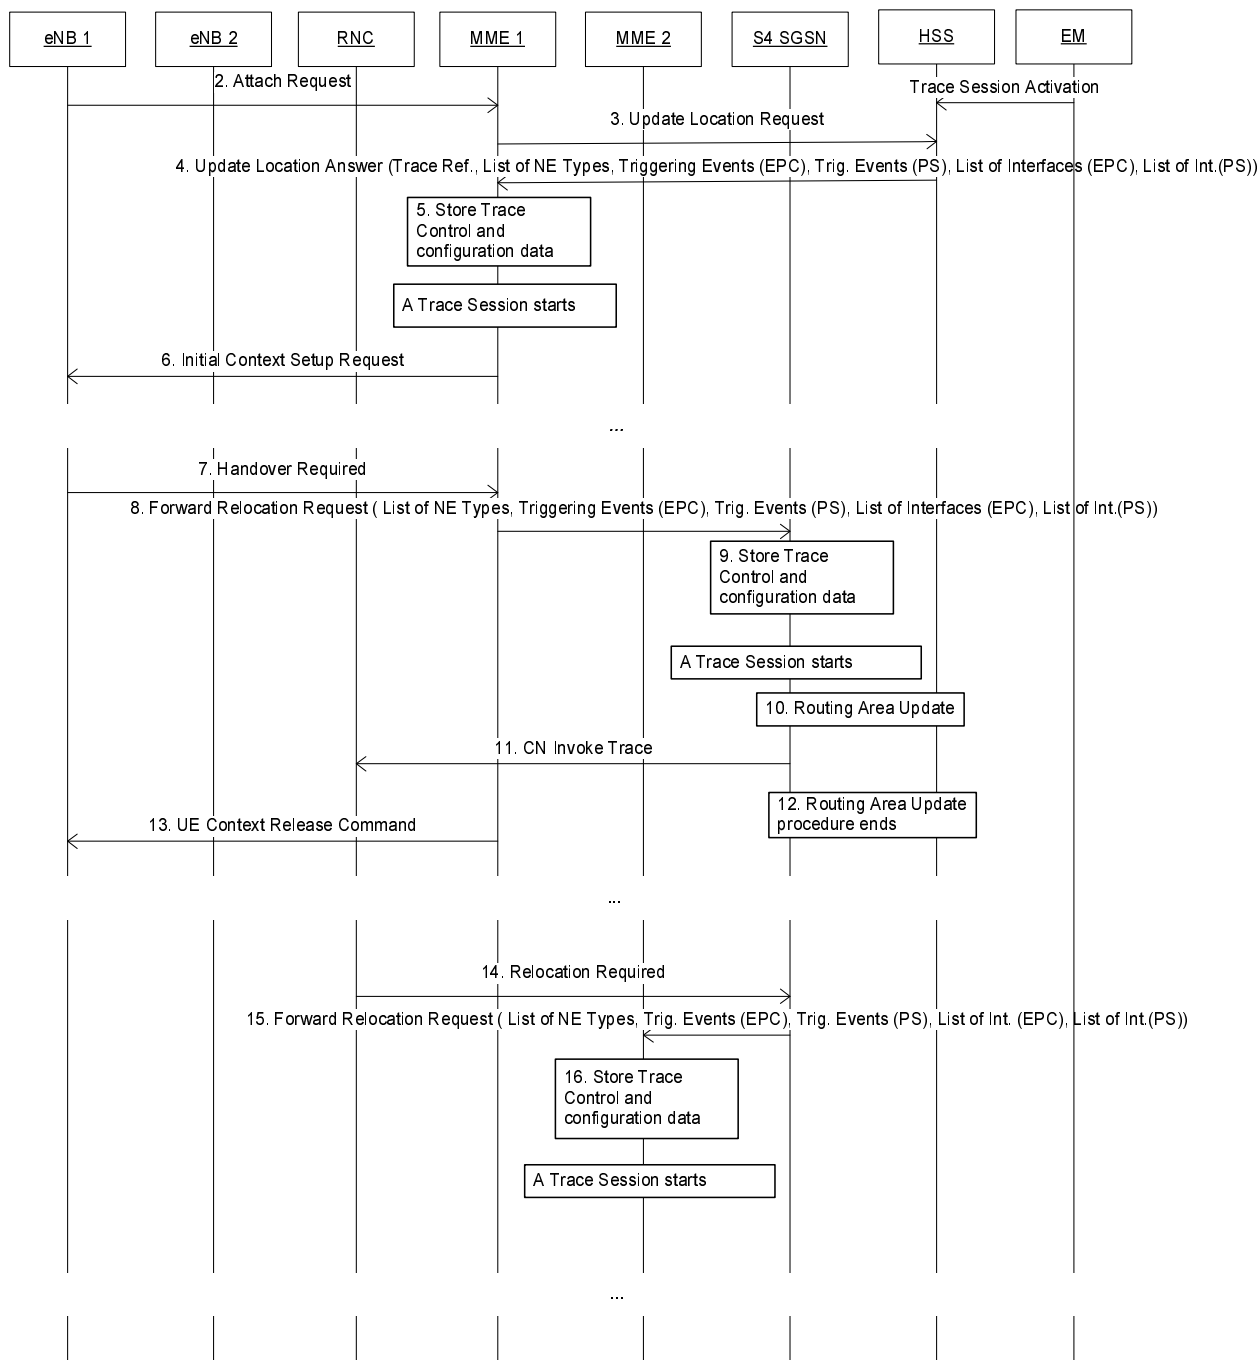 eNB 1
eNB 2
RNC
MME 1
MME 2
S4 SGSN
HSS
EM
2. Attach Request
Trace Session Activation
3. Update Location Request
4. Update Location Answer (Trace Ref., List of NE Types, Triggering Events (EPC), Trig. Events (PS), List of Interfaces (EPC), List of Int.(PS))
5. Store Trace
Control and
configuration data
A Trace Session starts
6. Initial Context Setup Request
...
7. Handover Required
8. Forward Relocation Request ( List of NE Types, Triggering Events (EPC), Trig. Events (PS), List of Interfaces (EPC), List of Int.(PS))
9. Store Trace
Control and
configuration data
A Trace Session starts
10. Routing Area Update
11. CN Invoke Trace
12. Routing Area Update
procedure ends
13. UE Context Release Command
...
14. Relocation Required
15. Forward Relocation Request ( List of NE Types, Trig. Events (EPC), Trig. Events (PS), List of Int. (EPC), List of Int.(PS))
16. Store Trace
Control and
configuration data
A Trace Session starts
...